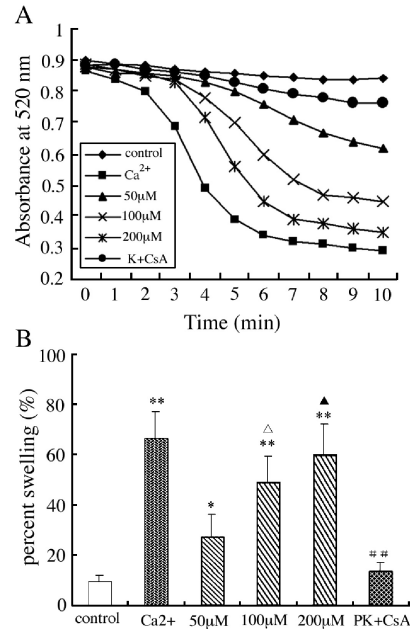 A
Absorbance at 520 nm
1
0.9
0.8
0.7
0.6
0.5
0.4
0.3
0.2
control
Ca2+
50μM
100μM
200μM
K+CsA
0 1 2 3 4 5 6 7 8 9 10
Time (min)
B
percent swelling (%)
100
80
60
40
20
0
**
*
△
**
▲
**
##
control Ca2+ 50μM 100μM 200μM PK+CsA